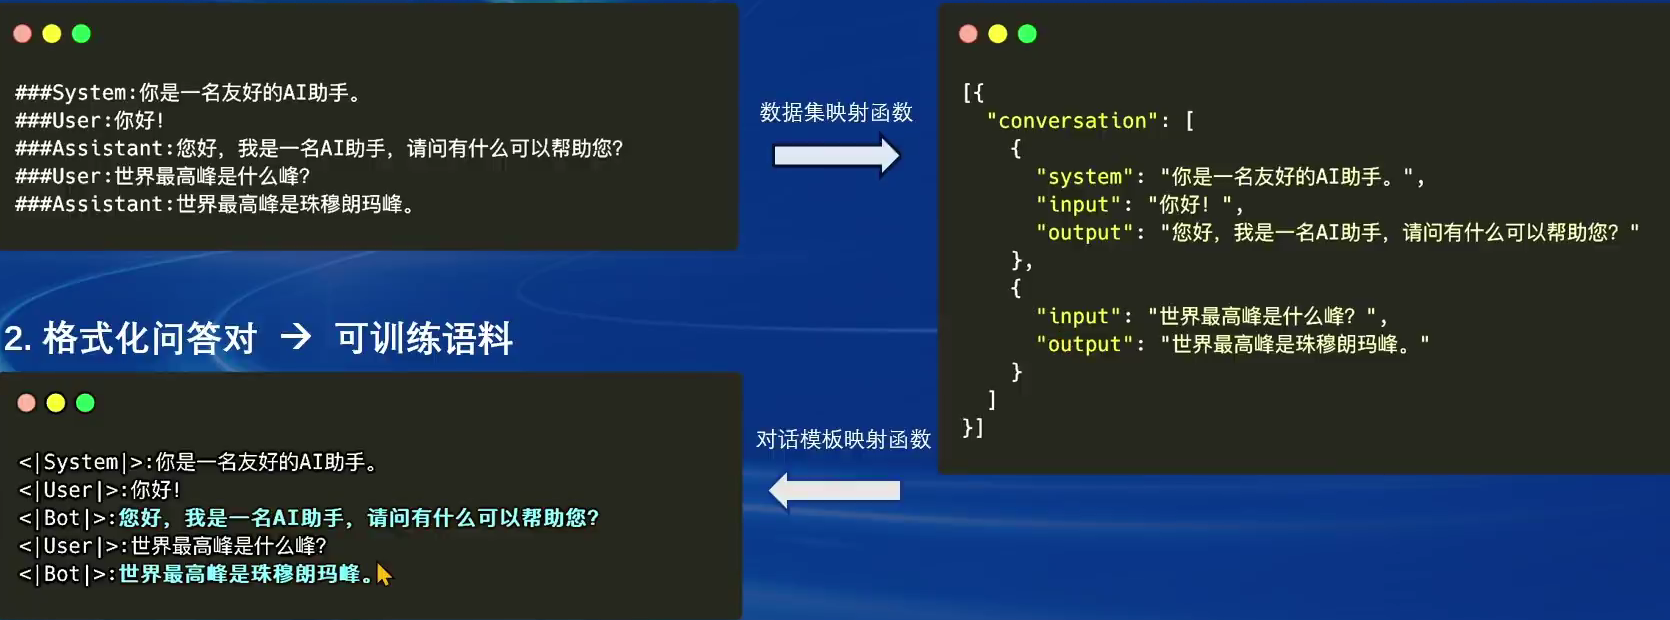 ###System:你是一名友好的AI助手。
###User:你好!
###Assistant:您好，我是一名AI助手，请问有什么可以帮助您?
###User:世界最高峰是什么峰?
###Assistant:世界最高峰是珠穆朗玛峰。
数据集映射函数
[{
"conversation": [
{
"system": "你是一名友好的AI助手。",
"input": "你好! ",
"output": "您好，我是一名AI助手，请问有什么可以帮助您? "
},
{
"input": "世界最高峰是什么峰? ",
"output": "世界最高峰是珠穆朗玛峰。"
}
]
}]
2. 格式化问答对 → 可训练语料
对话模板映射函数
<|System|>:你是一名友好的AI助手。
<|User|>:你好!
<|Bot|>:您好，我是一名AI助手，请问有什么可以帮助您?
<|User|>:世界最高峰是什么峰?
<|Bot|>:世界最高峰是珠穆朗玛峰。